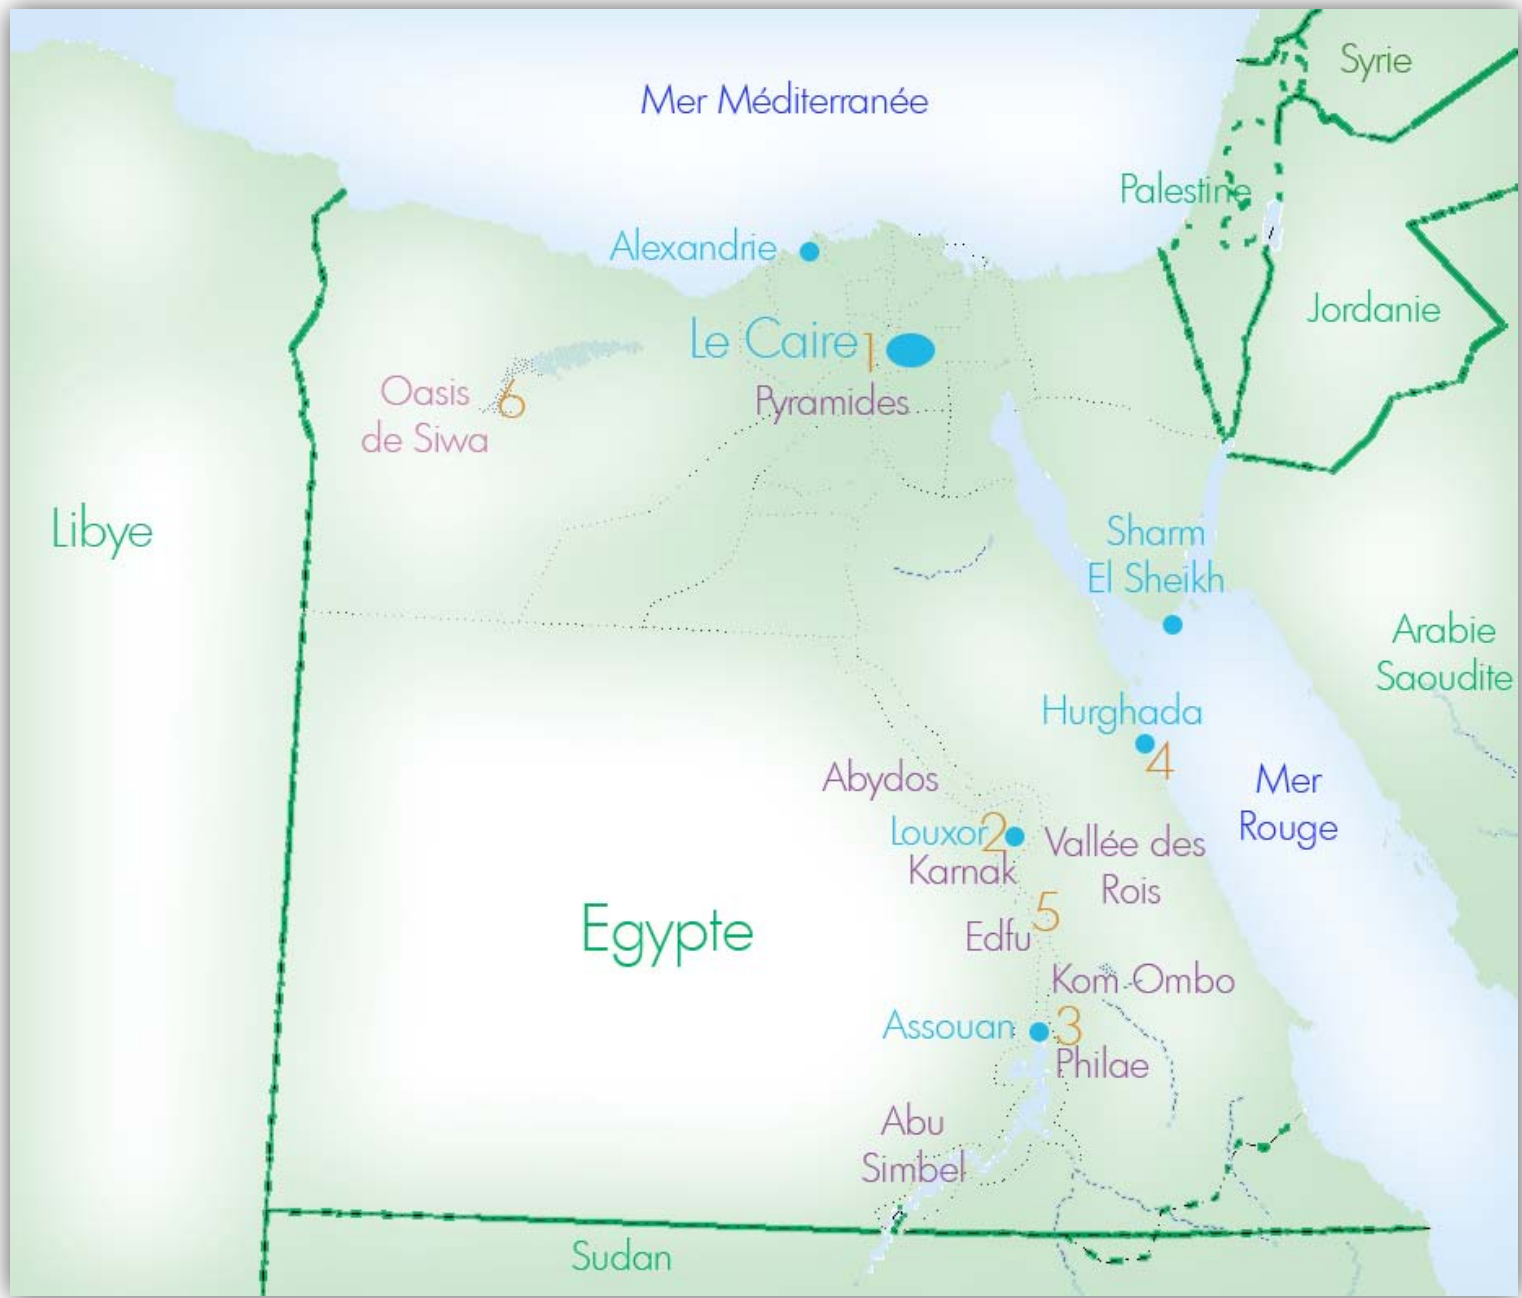 Syrie
Mer Méditerranée
Palestine
Alexandrie
Jordanie
Le Caire 1
Pyramides
Oasis
de Siwa
6
Libye
Sharm
El Sheikh
Arabie
Saoudite
Hurghada
4
Mer
Rouge
Abydos
Louxor 2
Karnak
Vallée des
Rois
5
Edfu
Egypte
Kom Ombo
Assouan
3
Philae
Abu
Simbel
Sudan